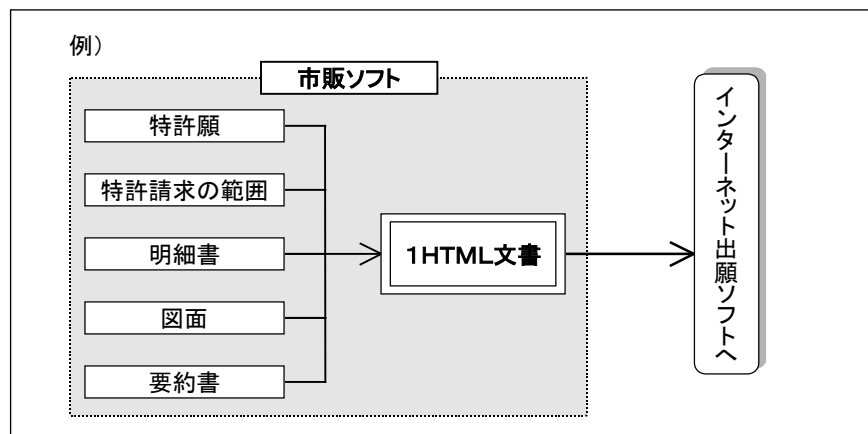 例）
市販ソフト
特許願
特許請求の範囲
明細書
図面
要約書
１HTML文書
インターネット出願ソフトへ